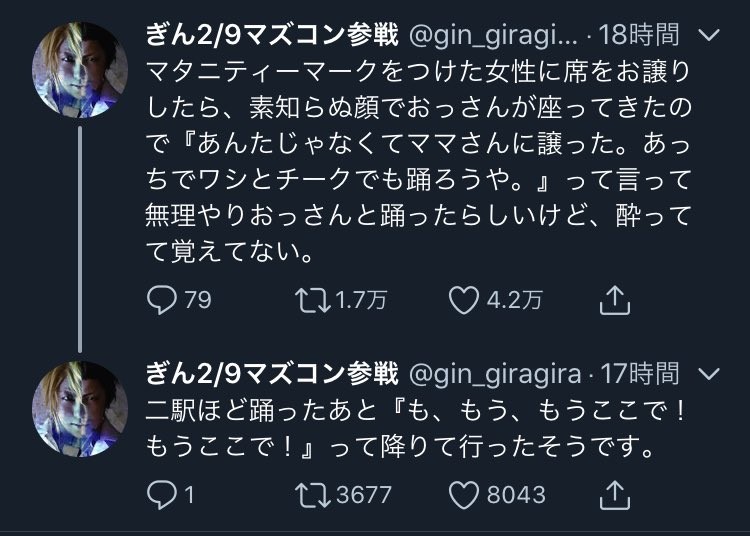 ぎん2/9マズコン参戦 @gin_giragi... · 18時間
マタニティーマークをつけた女性に席をお譲り
したら、素知らぬ顔でおっさんが座ってきたの
で『あんたじゃなくてママさんに譲った。あっ
ちでワシとチークでも踊ろうや。』って言って
無理やりおっさんと踊ったらしいけど、酔って
て覚えてない。
79 1.7万 4.2万
ぎん2/9マズコン参戦 @gin_giragira · 17時間
二駅ほど踊ったあと『も、もう、もうここで！
もうここで！』って降りて行ったそうです。
1 3677 8043